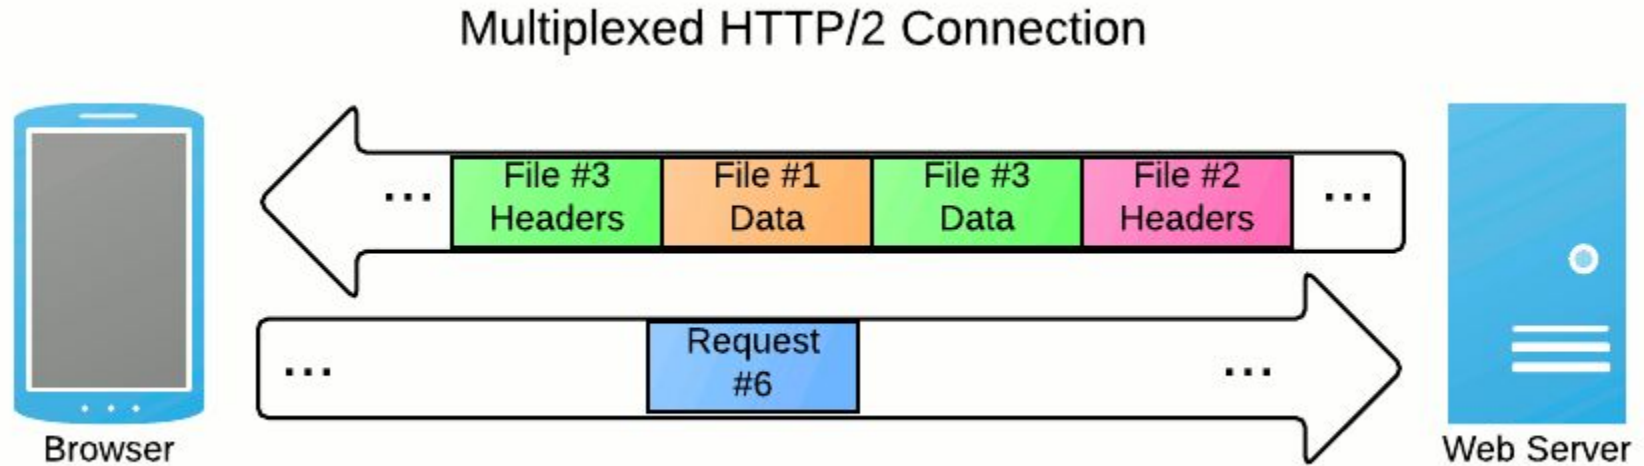 Multiplexed HTTP/2 Connection
...
File #3
Headers
File #1
Data
File #3
Data
File #2
Headers
...
...
Request
#6
...
Browser
Web Server